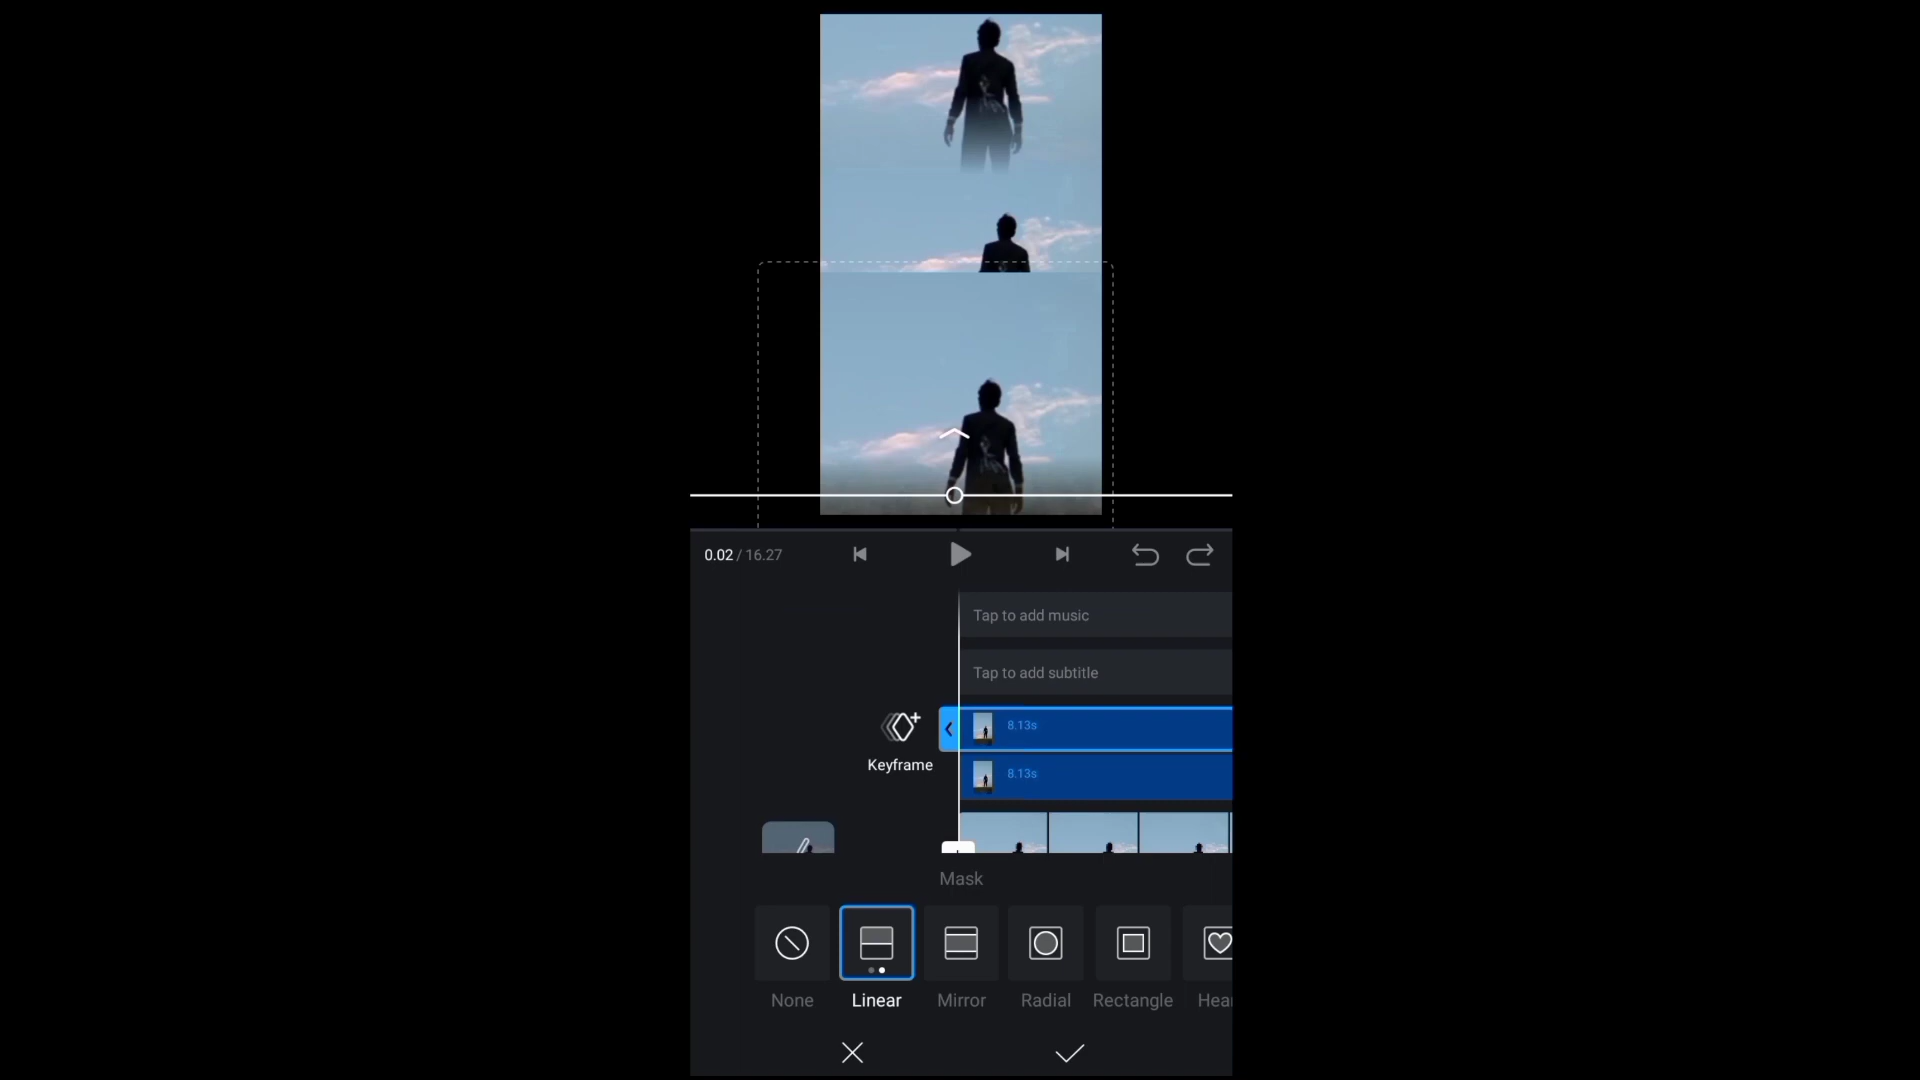 0.02 / 16.27
Tap to add music
Tap to add subtitle
8.13s
Keyframe
8.13s
Mask
None
Linear
Mirror
Radial
Rectangle
Hear